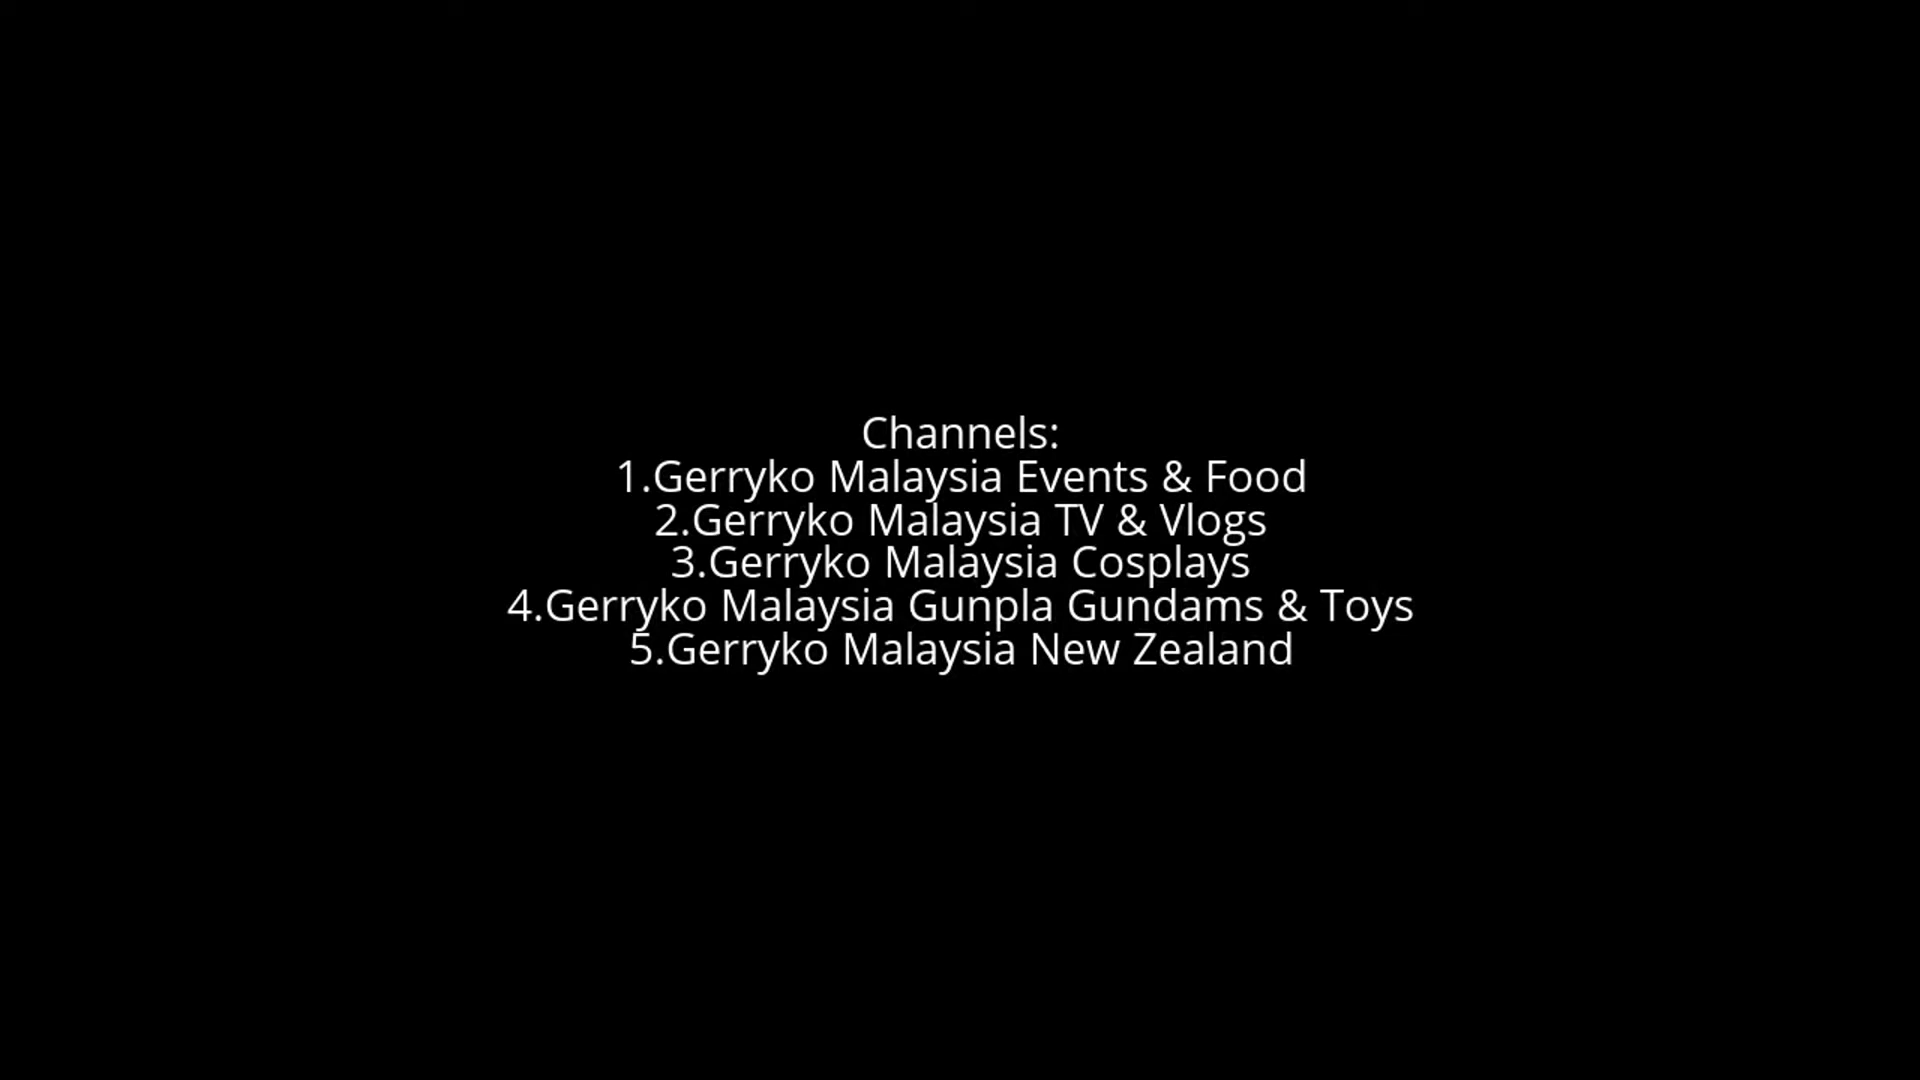 Channels:
1.Gerryko Malaysia Events & Food
2.Gerryko Malaysia TV & Vlogs
3.Gerryko Malaysia Cosplays
4.Gerryko Malaysia Gunpla Gundams & Toys
5.Gerryko Malaysia New Zealand